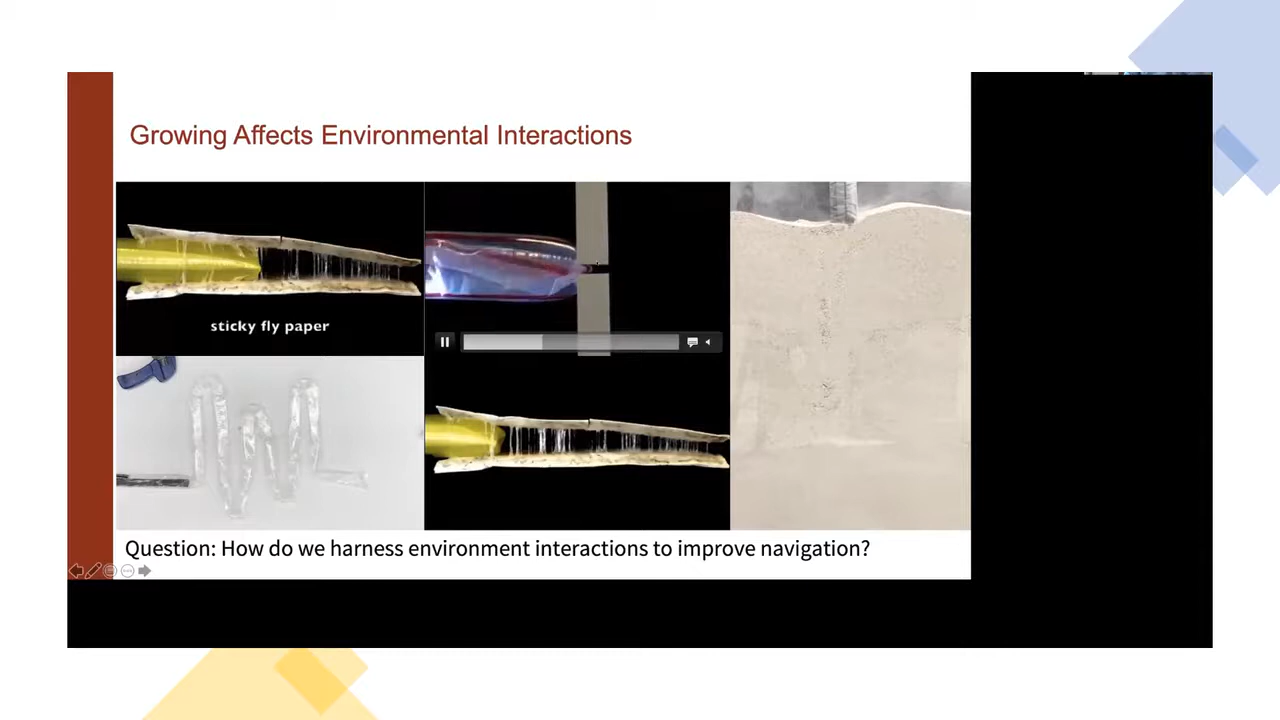 Growing Affects Environmental Interactions
sticky fly paper
Question: How do we harness environment interactions to improve navigation?